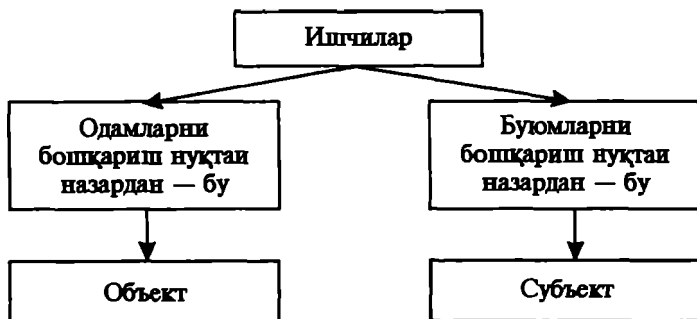 Ишчилар
Одамларни
бошқариш нуқтаи
назардан — бу
Буюмларни
бошқариш нуқтаи
назардан — бу
Объект
Субъект